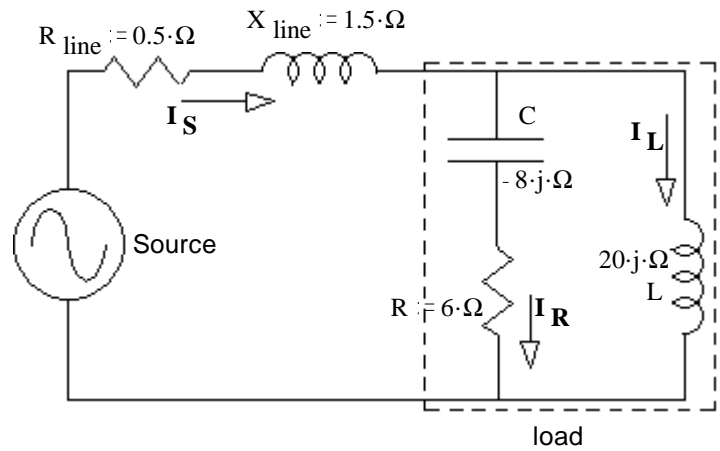 R line := 0.5·Ω
X line := 1.5·Ω
I S
C
- 8·j·Ω
I L
Source
20·j·Ω
L
R := 6·Ω
I R
load